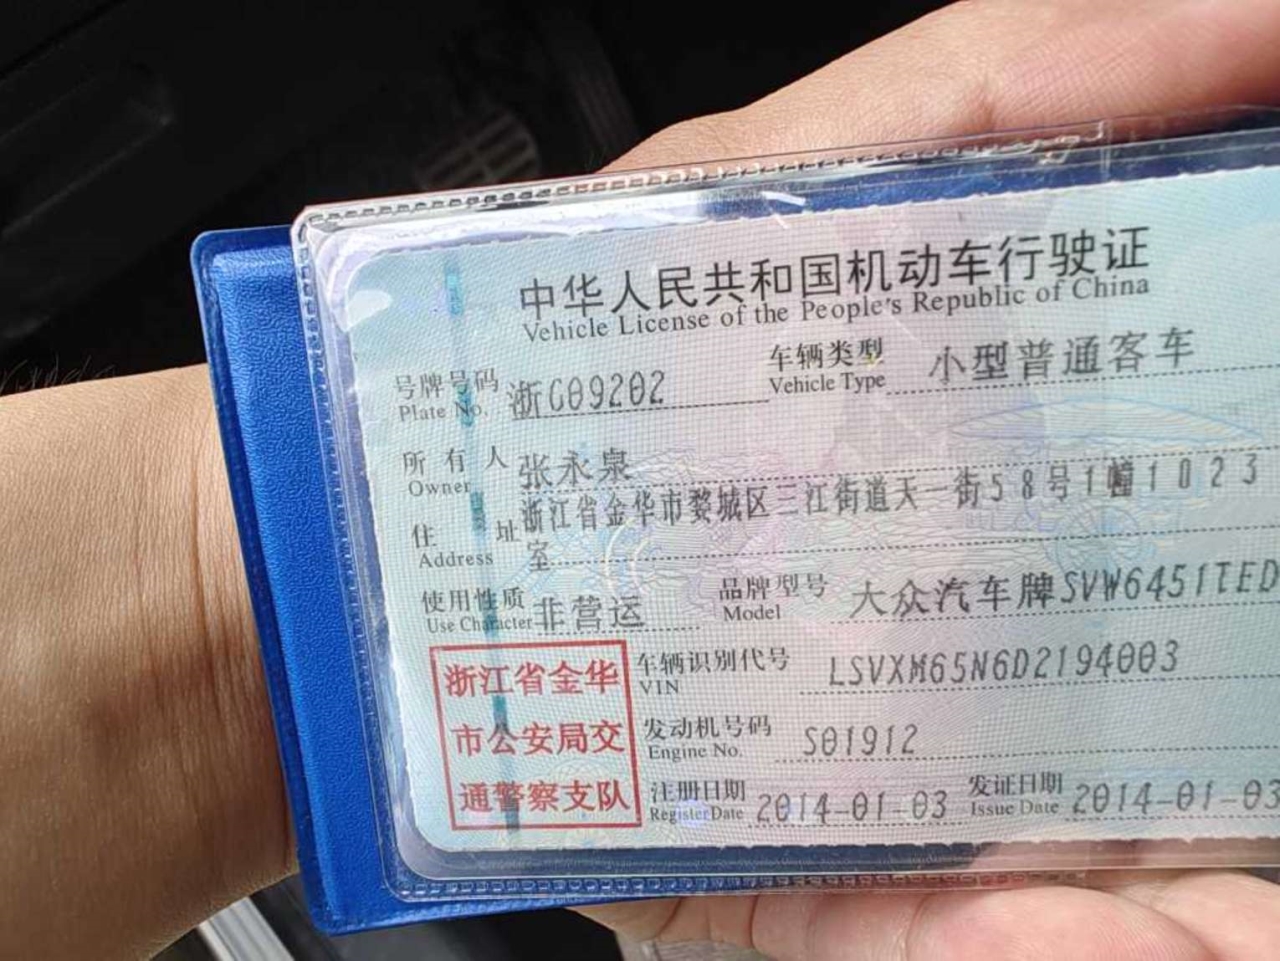 中华人民共和国机动车行驶证
Vehicle License of the People's Republic of China
号牌号码 浙G09202 车辆类型 小型普通客车
Plate No. Vehicle Type
所有人 张永泉
Owner
住址 浙江省金华市婺城区三江街道天一街58号1幢1023
Address 室
使用性质 非营运 品牌型号 大众汽车牌SVW6451TED
Use Character Model
浙江省金华
市公安局交
通警察支队
车辆识别代号 LSVXM65N6D2194003
VIN
发动机号码 S01912
Engine No.
注册日期 2014-01-03 发证日期 2014-01-03
Register Date Issue Date